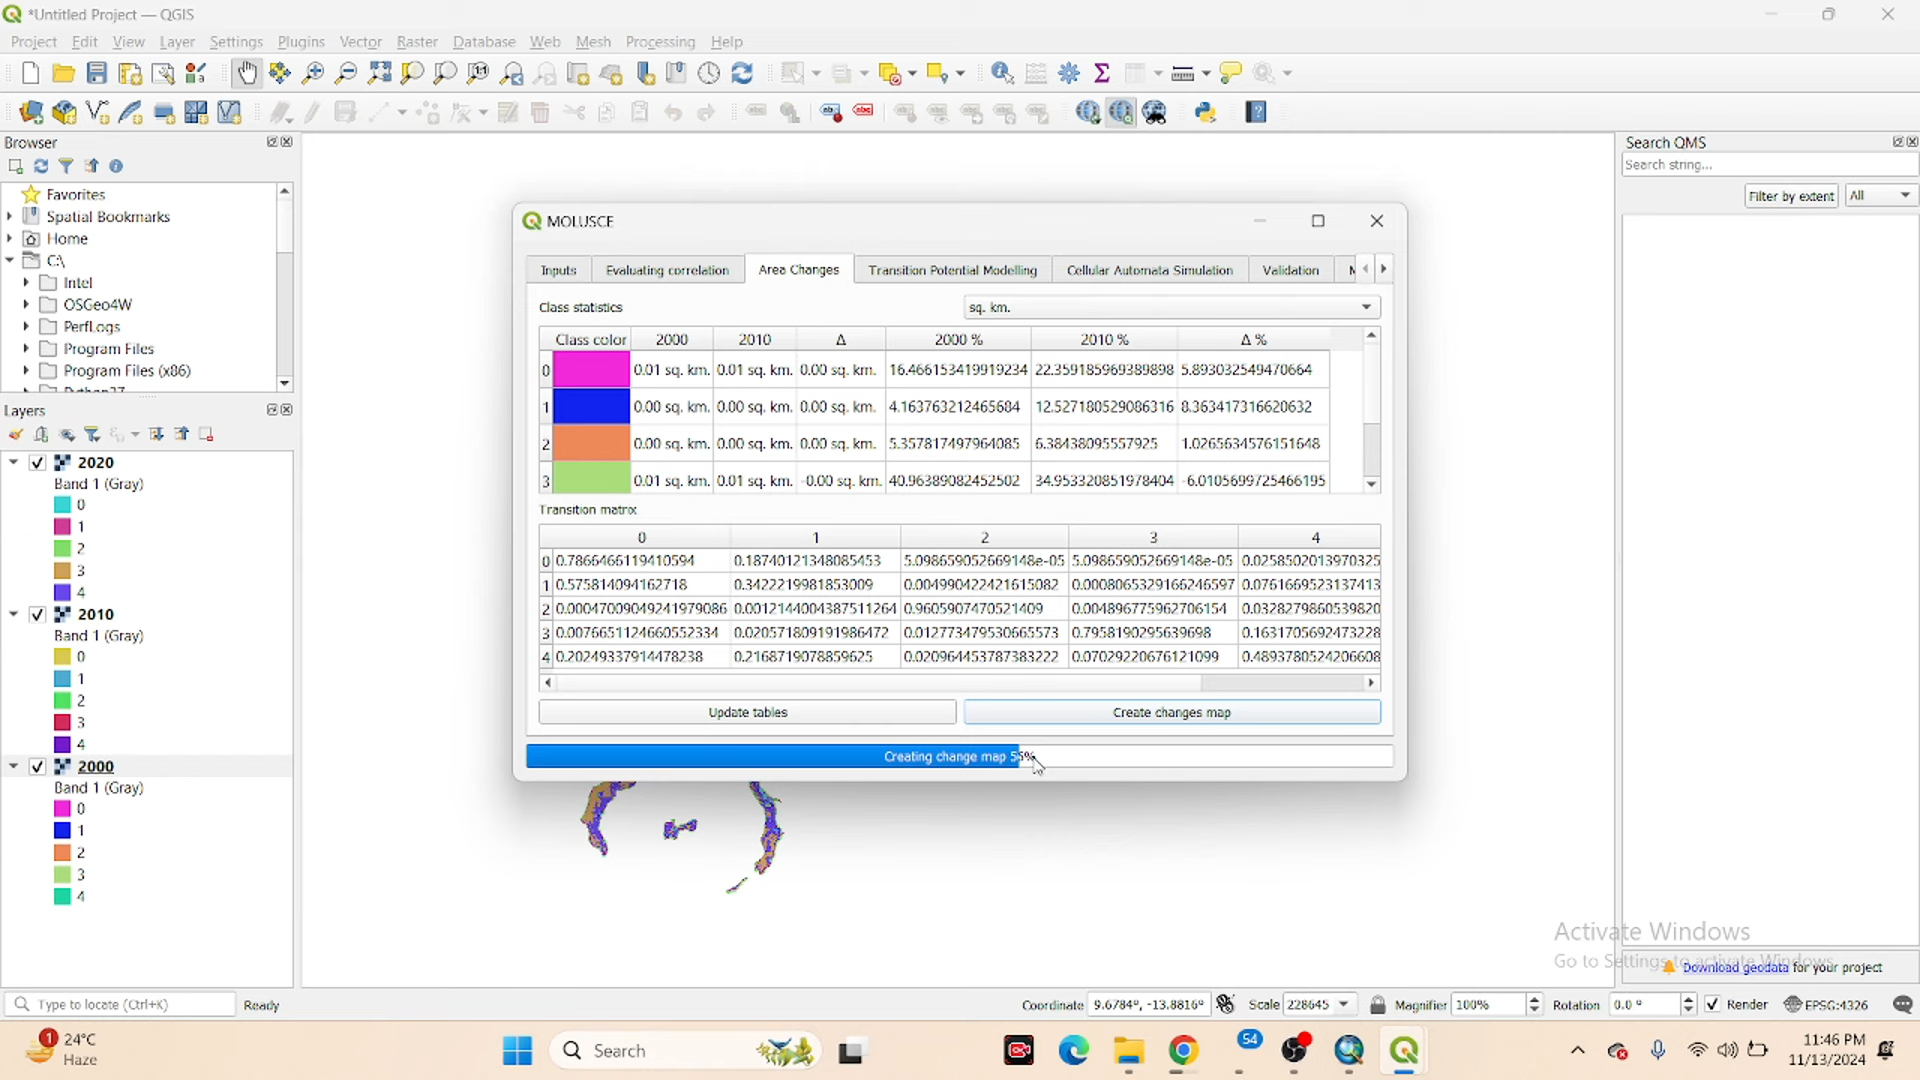 *Untitled Project — QGIS
Project Edit View Layer Settings Plugins Vector Raster Database Web Mesh Processing Help
Browser
Favorites
Spatial Bookmarks
Home
C:\
Intel
OSGeo4W
PerfLogs
Program Files
Program Files (x86)
Python27
Layers
2020
Band 1 (Gray)
0
1
2
3
4
2010
Band 1 (Gray)
0
1
2
3
4
2000
Band 1 (Gray)
0
1
2
3
4
MOLUSCE
Inputs Evaluating correlation Area Changes Transition Potential Modelling Cellular Automata Simulation Validation
Class statistics sq. km.
Class color 2000 2010 Δ 2000 % 2010 % Δ %
0 0.01 sq. km. 0.01 sq. km. 0.00 sq. km. 16.466153419919234 22.359185969389898 5.893032549470664
1 0.00 sq. km. 0.00 sq. km. 0.00 sq. km. 4.163763212465684 12.527180529086316 8.363417316620632
2 0.00 sq. km. 0.00 sq. km. 0.00 sq. km. 5.357817497964085 6.38438095557925 1.0265634576151648
3 0.01 sq. km. 0.01 sq. km. -0.00 sq. km. 40.96389082452502 34.953320851978404 -6.0105699725466195
Transition matrix
0 1 2 3 4
0 0.7866466119410594 0.18740121348085453 5.098659052669148e-05 5.098659052669148e-05 0.0258502013970325
1 0.575814094162718 0.3422219981853009 0.004990422421615082 0.0008065329166246597 0.0761669523137413
2 0.00047009049241979086 0.0012144004387511264 0.9605907470521409 0.004896775962706154 0.0328279860539820
3 0.0076651124660552334 0.020571809191986472 0.012773479530665573 0.7958190295639698 0.1631705692473228
4 0.20249337914478238 0.2168719078859625 0.020964453787383222 0.07029220676121099 0.4893780524206608
Update tables Create changes map
Creating change map 56%
Search QMS
Search string...
Filter by extent All
Activate Windows
Go to Settings to activate Windows.
Download geodata for your project
Type to locate (Ctrl+K) Ready Coordinate 9.6784°, -13.8816° Scale 228645 Magnifier 100% Rotation 0.0 ° Render EPSG:4326
1 24°C
Haze
Search
54
11:46 PM
11/13/2024